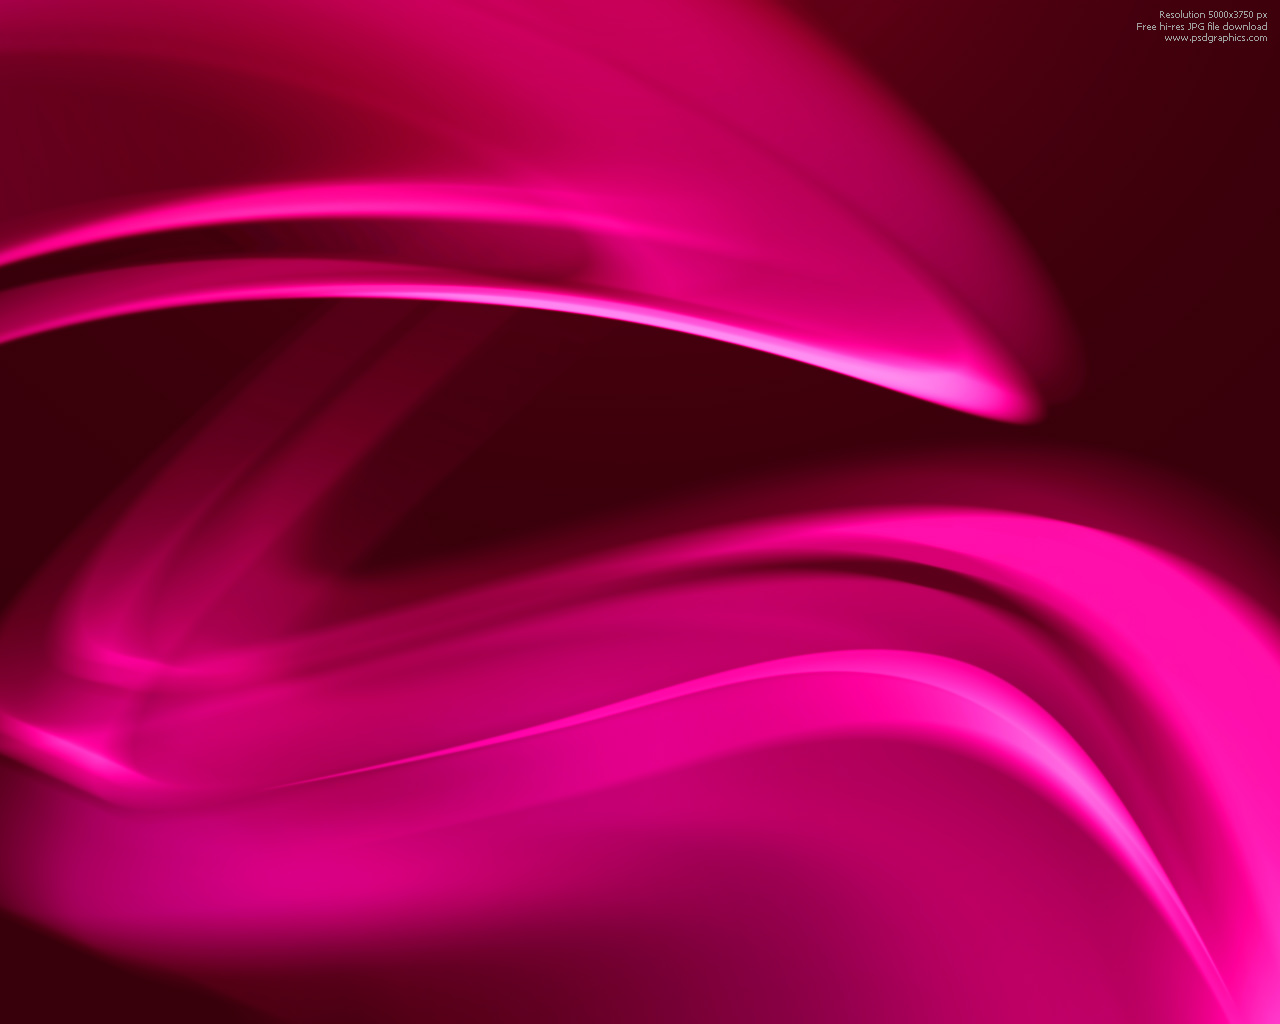 Resolution 5000x3750 px
Free hi-res JPG file download
www.psdgraphics.com